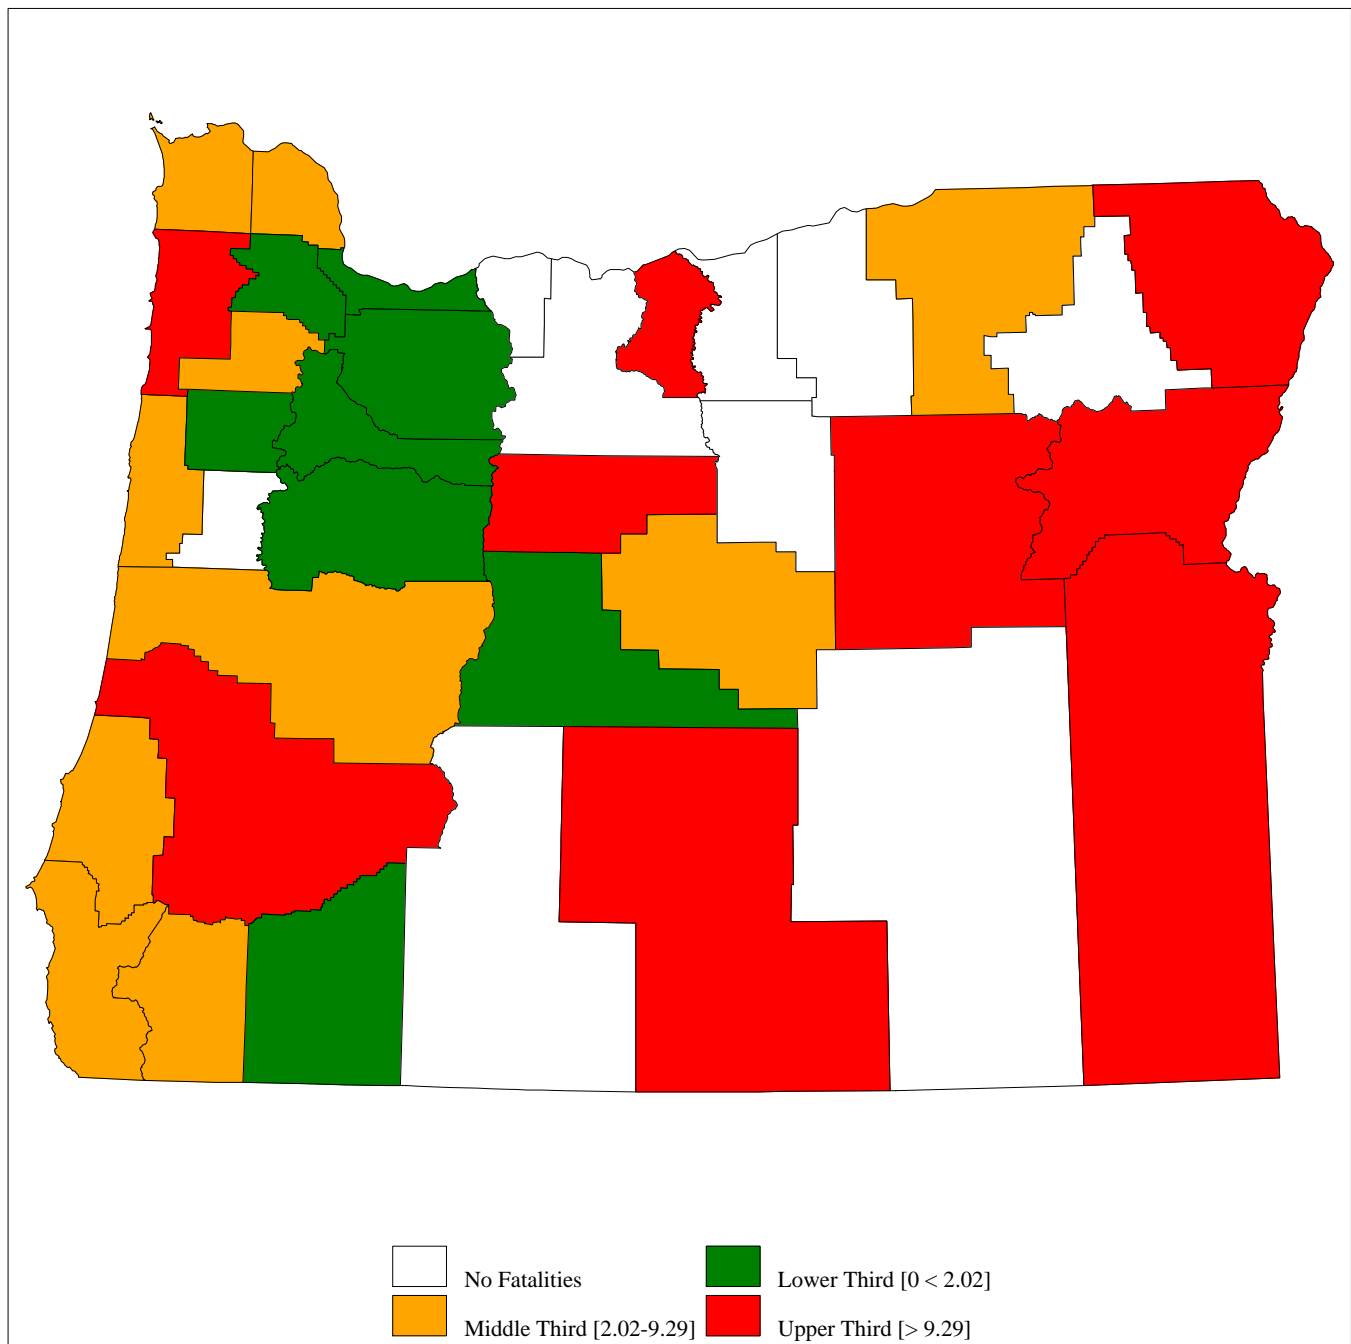 No Fatalities
Lower Third [0 < 2.02]
Middle Third [2.02-9.29]
Upper Third [> 9.29]